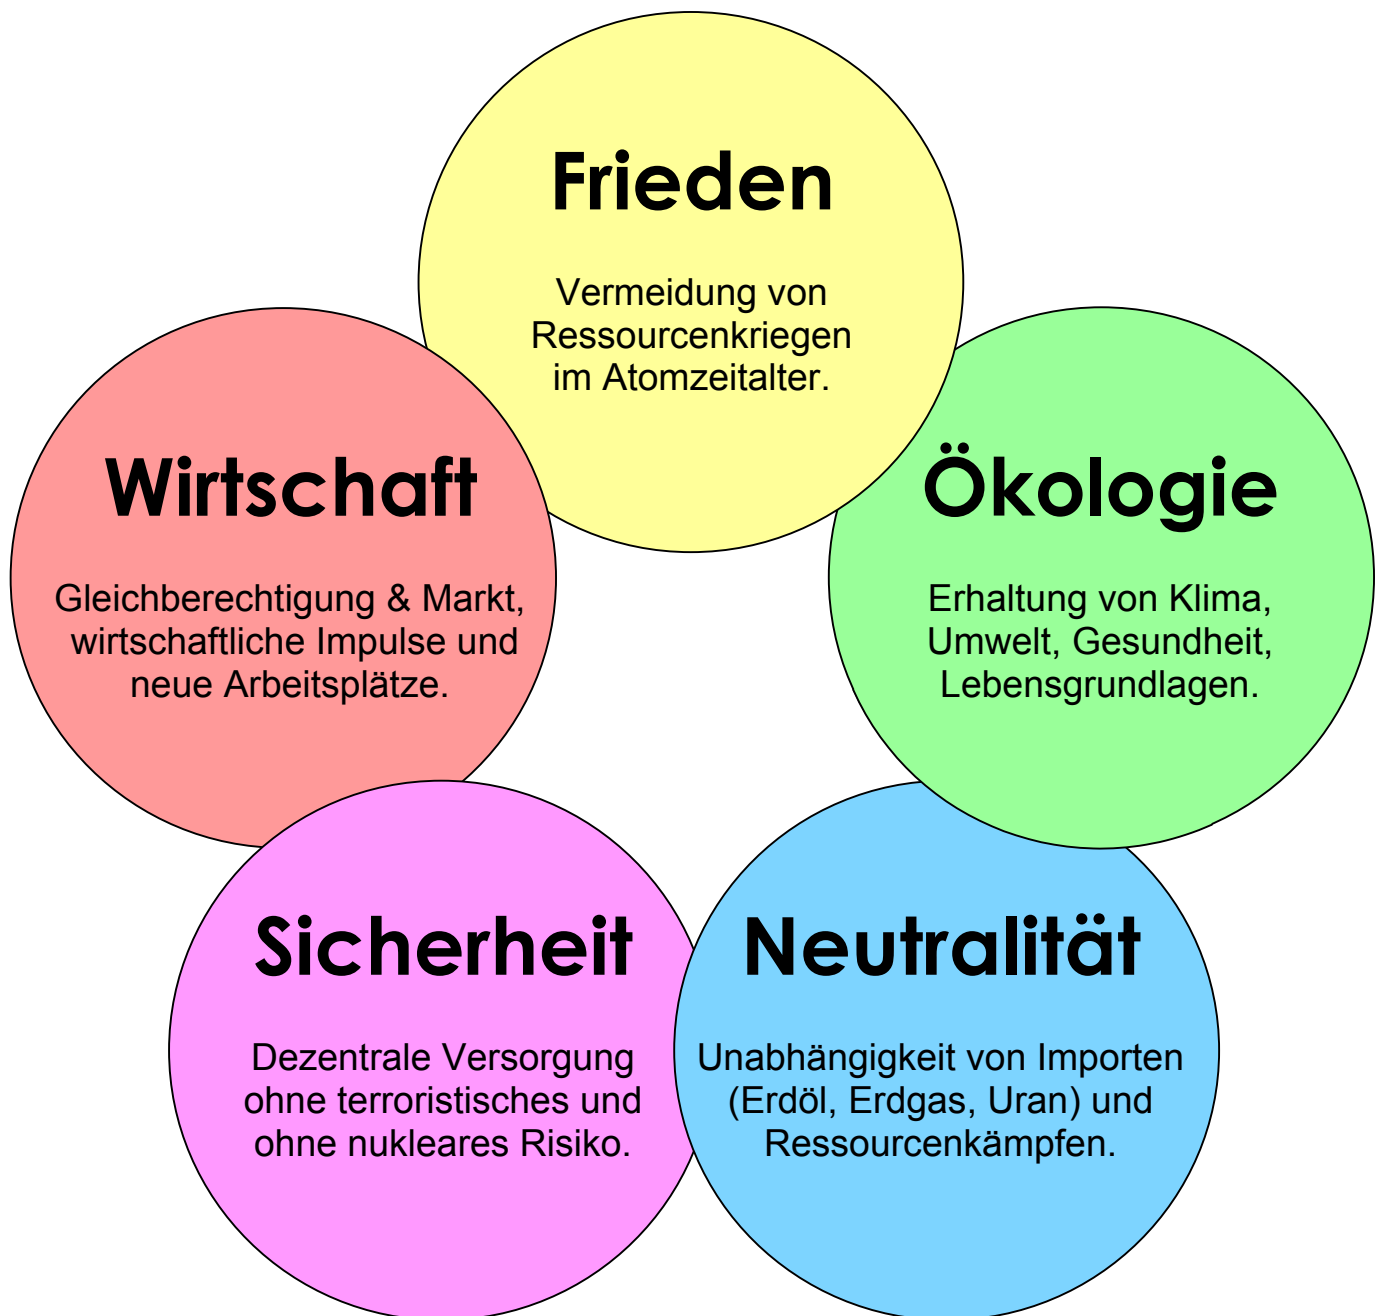 Frieden
Vermeidung von
Ressourcenkriegen
im Atomzeitalter.
Wirtschaft
Gleichberechtigung & Markt,
wirtschaftliche Impulse und
neue Arbeitsplätze.
Ökologie
Erhaltung von Klima,
Umwelt, Gesundheit,
Lebensgrundlagen.
Sicherheit
Dezentrale Versorgung
ohne terroristisches und
ohne nukleares Risiko.
Neutralität
Unabhängigkeit von Importen
(Erdöl, Erdgas, Uran) und
Ressourcenkämpfen.